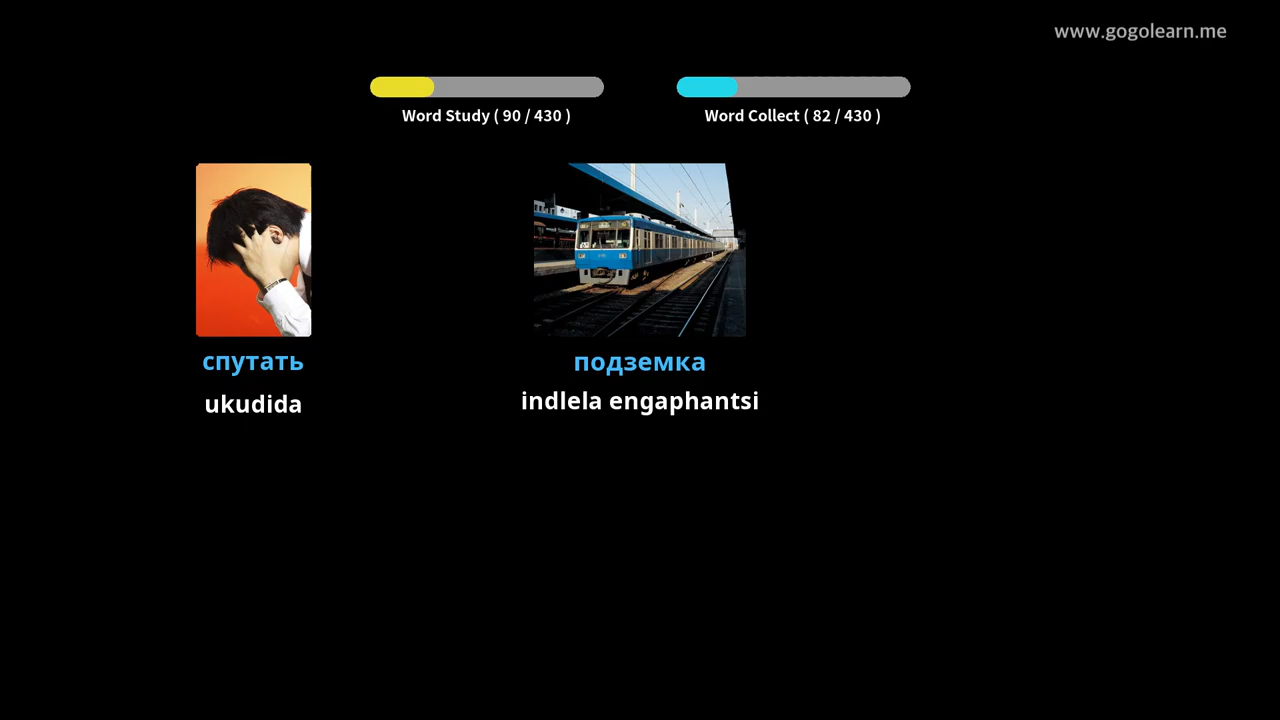 www.gogolearn.me
Word Study ( 90 / 430 )
Word Collect ( 82 / 430 )
спутать
ukudida
подземка
indlela engaphantsi